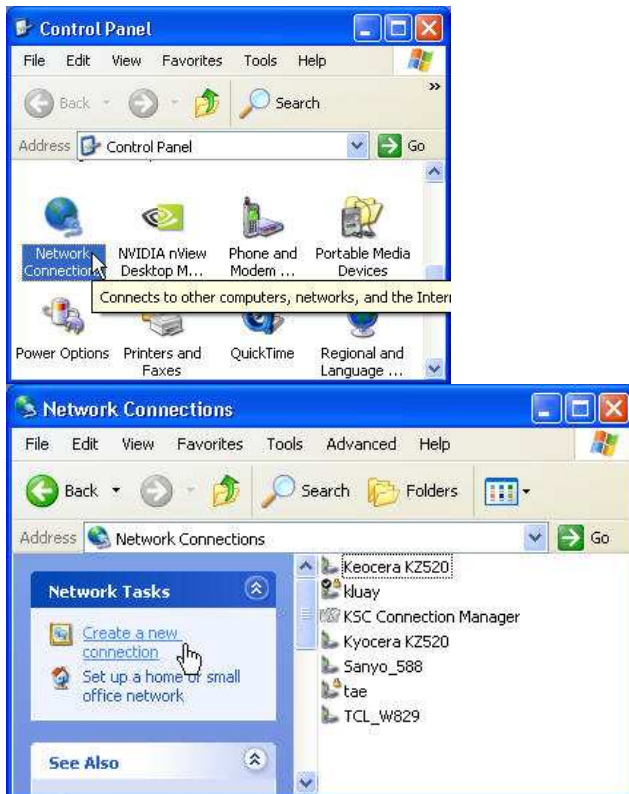 Control Panel
File Edit View Favorites Tools Help
Back Search »
Address Control Panel Go
Network Connections NVIDIA nView Desktop M... Phone and Modem ... Portable Media Devices
Connects to other computers, networks, and the
Power Options Printers and Faxes QuickTime Regional and Language ...
Network Connections
File Edit View Favorites Tools Advanced Help
Back Search Folders
Address Network Connections Go
Network Tasks
Create a new
connection
Set up a home or small
office network
See Also
Keocera KZ520
kluay
KSC Connection Manager
Kyocera KZ520
Sanyo_588
tae
TCL_W829